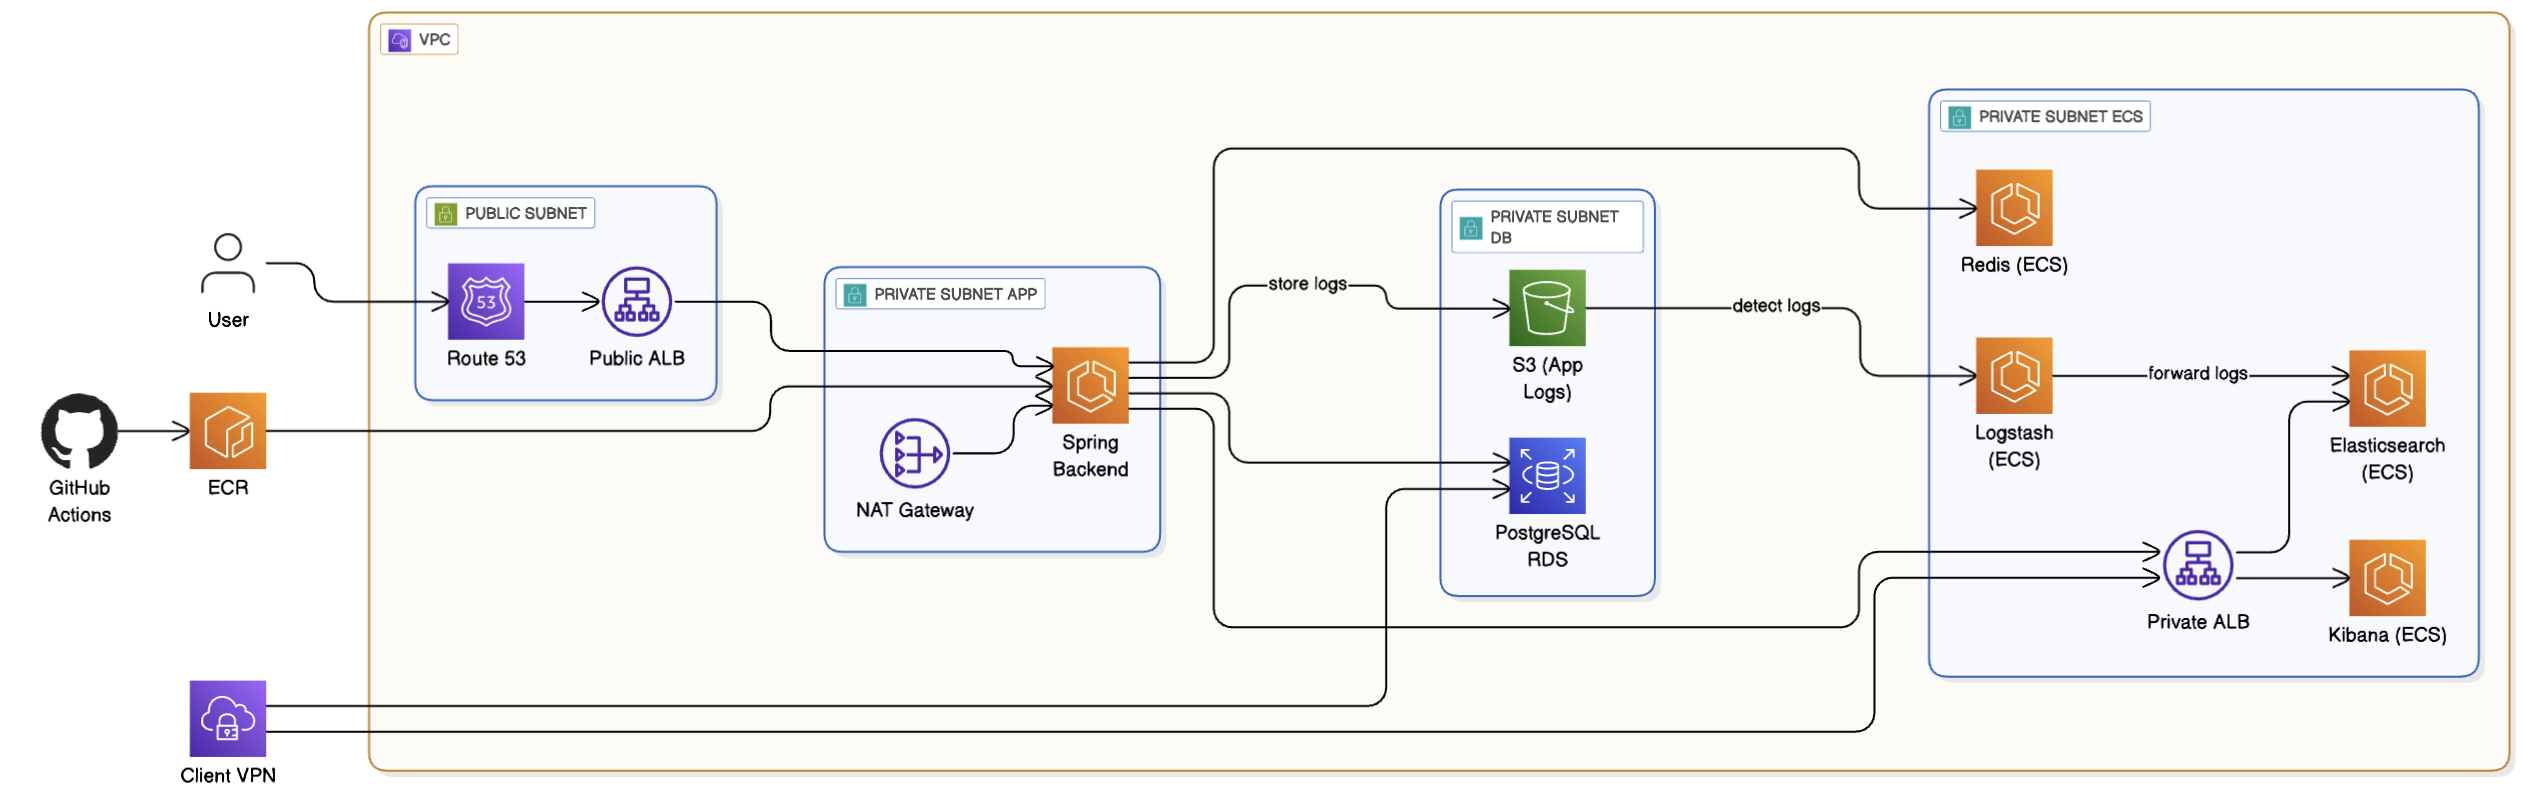 VPC
PUBLIC SUBNET
53
Route 53
Public ALB
User
GitHub
Actions
ECR
Client VPN
PRIVATE SUBNET APP
NAT Gateway
Spring
Backend
store logs
PRIVATE SUBNET
DB
S3 (App
Logs)
PostgreSQL
RDS
detect logs
PRIVATE SUBNET ECS
Redis (ECS)
Logstash
(ECS)
forward logs
Elasticsearch
(ECS)
Private ALB
Kibana (ECS)